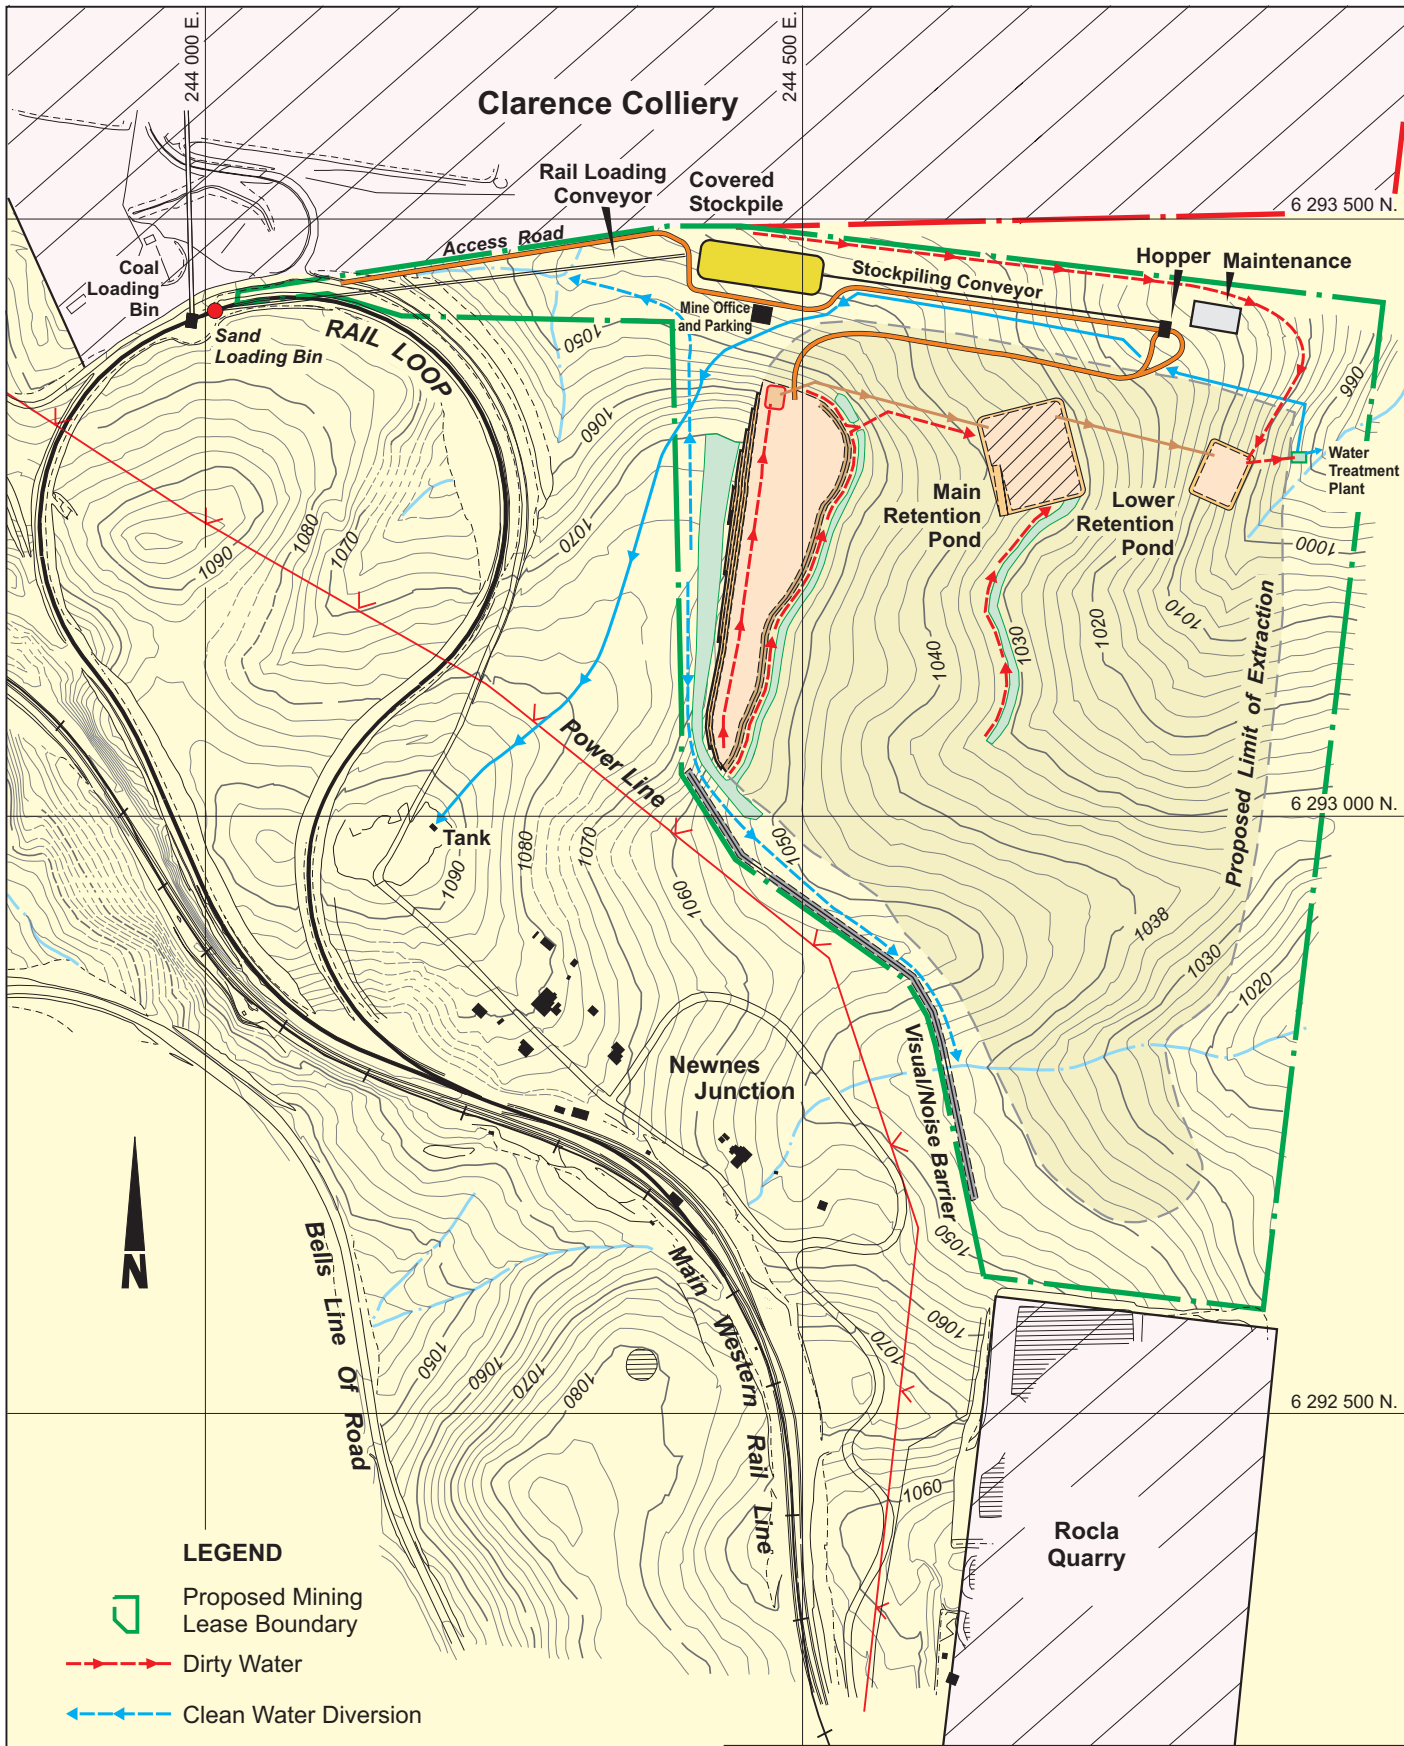 244 000 E.
244 500 E.
Clarence Colliery
Rail Loading
Conveyor
Covered
Stockpile
6 293 500 N.
Access Road
Hopper
Maintenance
Coal
Loading
Bin
Stockpiling Conveyor
Mine Office
and Parking
Sand
Loading Bin
RAIL LOOP
1050
990
1060
Water
Treatment
Plant
Main
Retention
Pond
Lower
Retention
Pond
1090
1080
1070
1070
1000
1010
1020
1030
1040
Proposed Limit of Extraction
Power Line
6 293 000 N.
Tank
1090
1080
1070
1060
1050
1038
1030
1020
Newnes
Junction
Visual/Noise Barrier
1050
N
Bells Line Of Road
Main Western Rail Line
1050
1060
1070
1080
1060
1070
6 292 500 N.
1060
Rocla
Quarry
LEGEND
Proposed Mining
Lease Boundary
Dirty Water
Clean Water Diversion